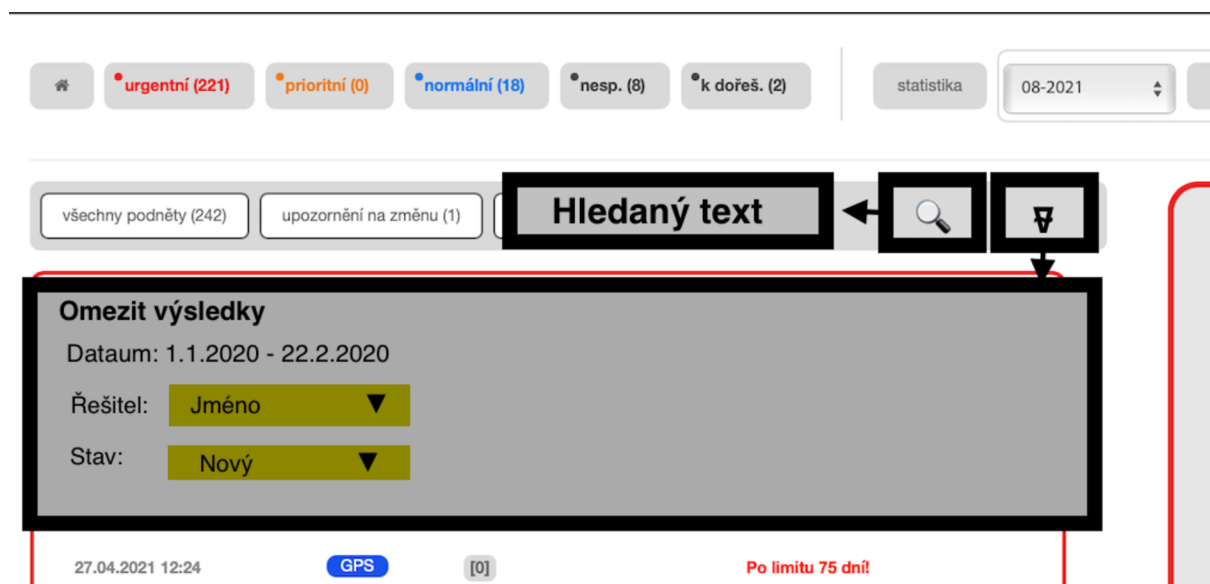 urgentní (221) prioritní (0) normální (18) nesp. (8) k dořeš. (2) statistika 08-2021
všechny podněty (242) upozornění na změnu (1) Hledaný text
Omezit výsledky
Dataum: 1.1.2020 - 22.2.2020
Řešitel: Jméno
Stav: Nový
27.04.2021 12:24 GPS [0] Po limitu 75 dní!